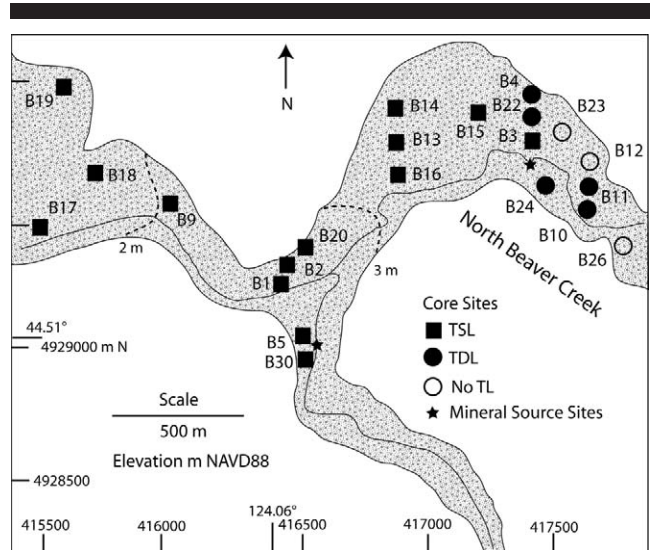 B4
B23
B19
B14
B22
B15
B3
B12
N
B13
B18
B16
B24
B11
B17
B9
B20
North Beaver Creek
B10
B26
2 m
B2
3 m
B1
Core Sites
44.51°
4929000 m N
B5
TSL
B30
TDL
No TL
Scale
Mineral Source Sites
500 m
Elevation m NAVD88
4928500
124.06°
415500
416000
416500
417000
417500